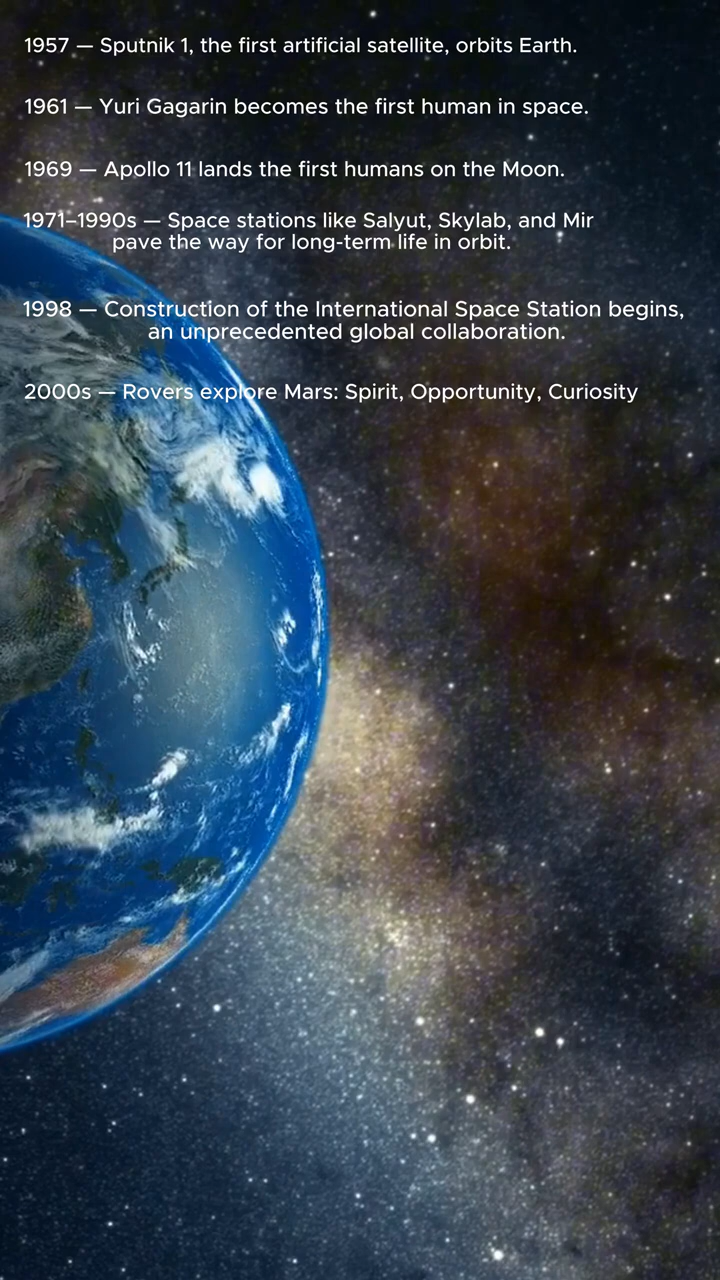 1957 — Sputnik 1, the first artificial satellite, orbits Earth.
1961 — Yuri Gagarin becomes the first human in space.
1969 — Apollo 11 lands the first humans on the Moon.
1971–1990s — Space stations like Salyut, Skylab, and Mir
pave the way for long-term life in orbit.
1998 — Construction of the International Space Station begins,
an unprecedented global collaboration.
2000s — Rovers explore Mars: Spirit, Opportunity, Curiosity